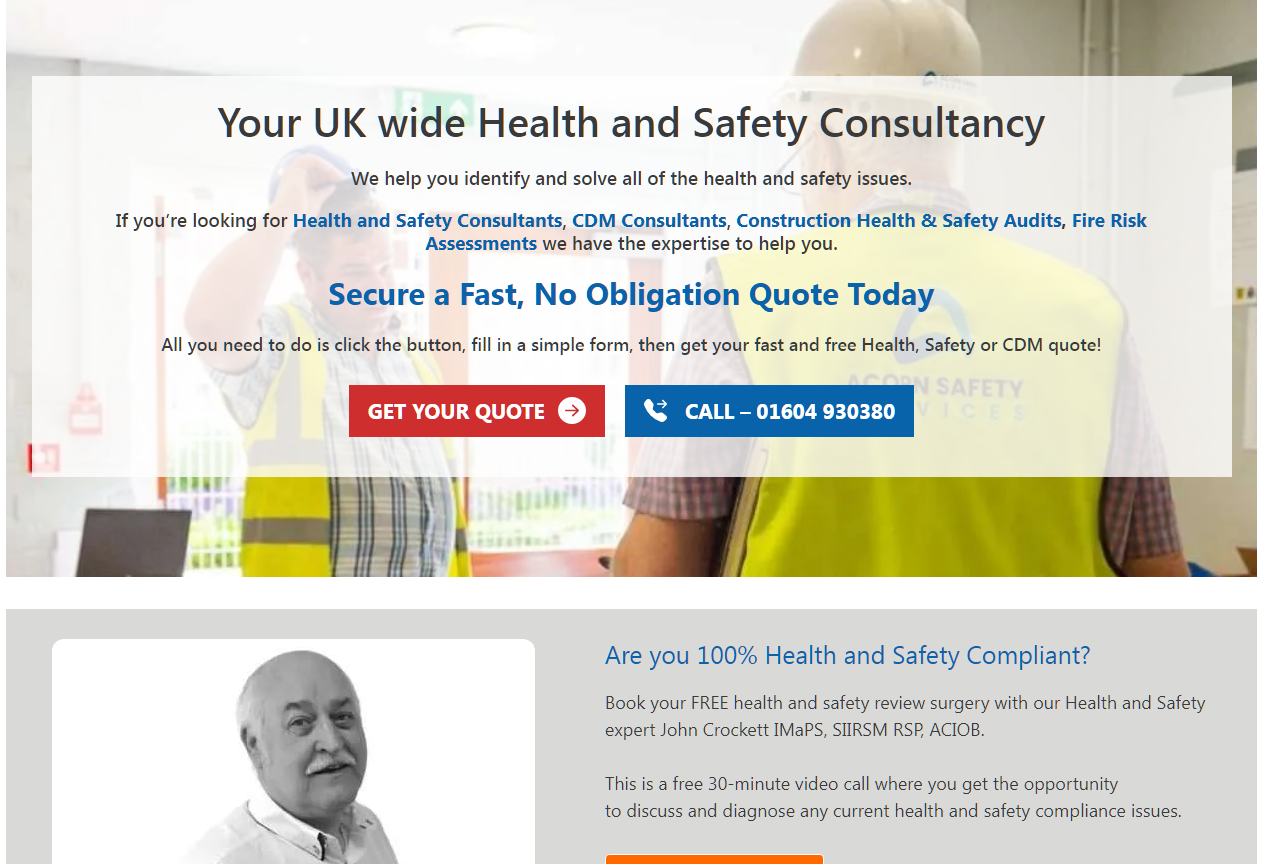 Your UK wide Health and Safety Consultancy
We help you identify and solve all of the health and safety issues.
If you’re looking for Health and Safety Consultants, CDM Consultants, Construction Health & Safety Audits, Fire Risk
Assessments we have the expertise to help you.
Secure a Fast, No Obligation Quote Today
All you need to do is click the button, fill in a simple form, then get your fast and free Health, Safety or CDM quote!
ACORN SAFETY
SERVICES
GET YOUR QUOTE
CALL – 01604 930380
Are you 100% Health and Safety Compliant?
Book your FREE health and safety review surgery with our Health and Safety
expert John Crockett IMaPS, SIIRSM RSP, ACIOB.
This is a free 30-minute video call where you get the opportunity
to discuss and diagnose any current health and safety compliance issues.